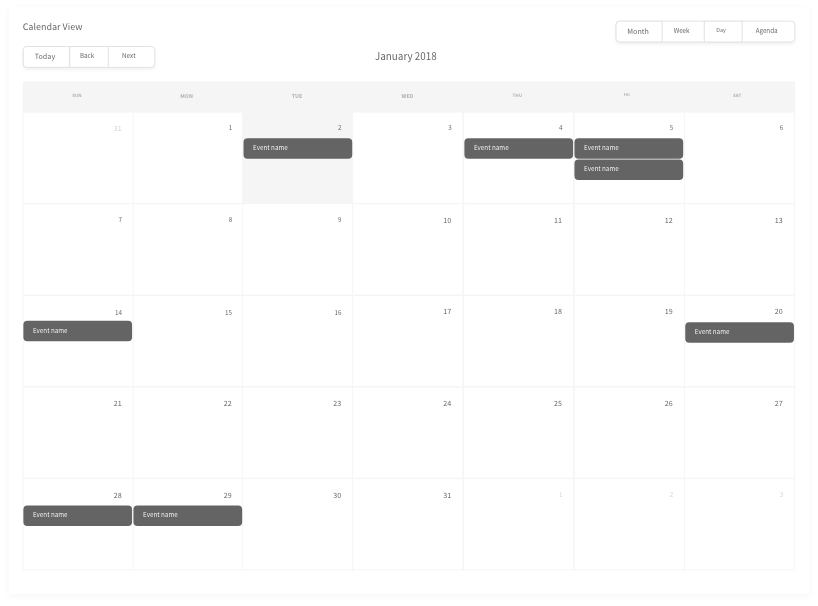 Calendar View
Month Week Day Agenda
Today Back Next
January 2018
SUN MON TUE WED THU FRI SAT
31 1 2 3 4 5 6
Event name Event name Event name
Event name
7 8 9 10 11 12 13
14 15 16 17 18 19 20
Event name Event name
21 22 23 24 25 26 27
28 29 30 31 1 2 3
Event name Event name